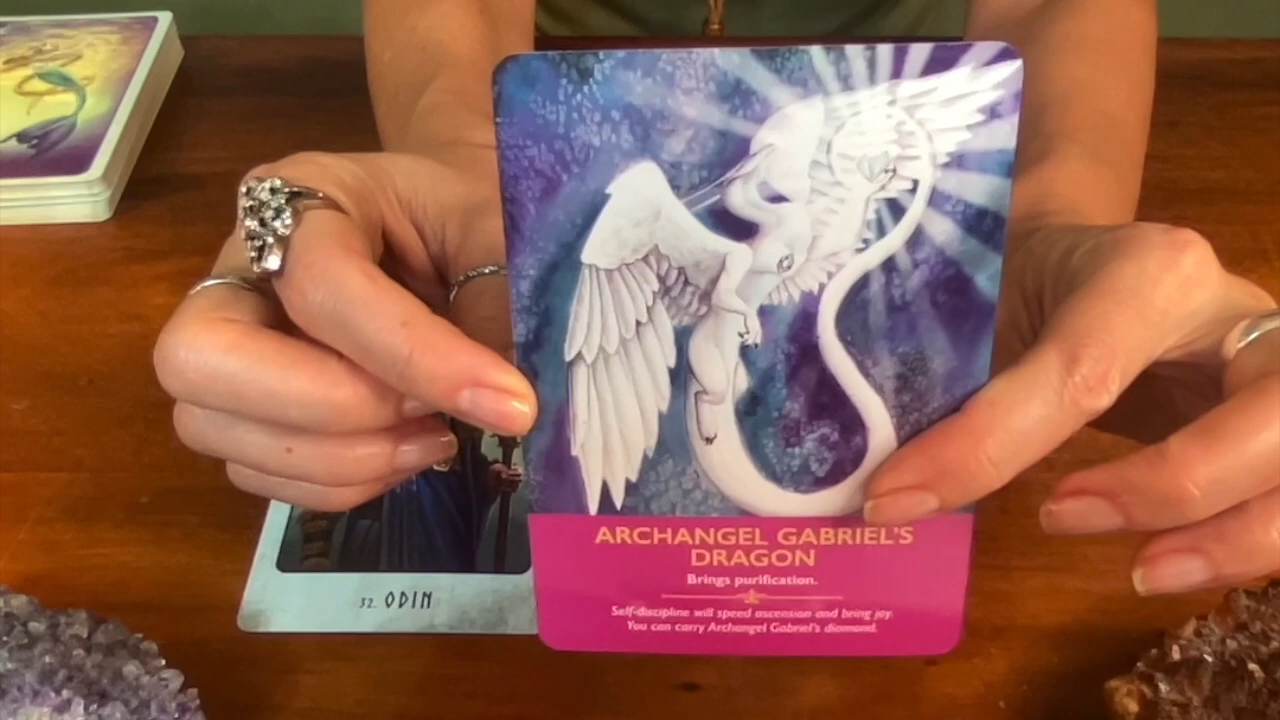 ARCHANGEL GABRIEL'S
DRAGON
Brings purification.
Self-discipline will speed ascension and bring joy.
You can carry Archangel Gabriel's diamond.
32. ODIN